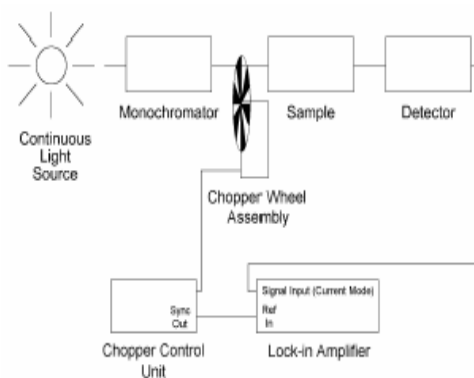 Monochromator
Sample
Detector
Continuous
Light
Source
Chopper Wheel
Assembly
Signal Input (Current Mode)
Sync
Out
Ref
In
Chopper Control
Unit
Lock-in Amplifier